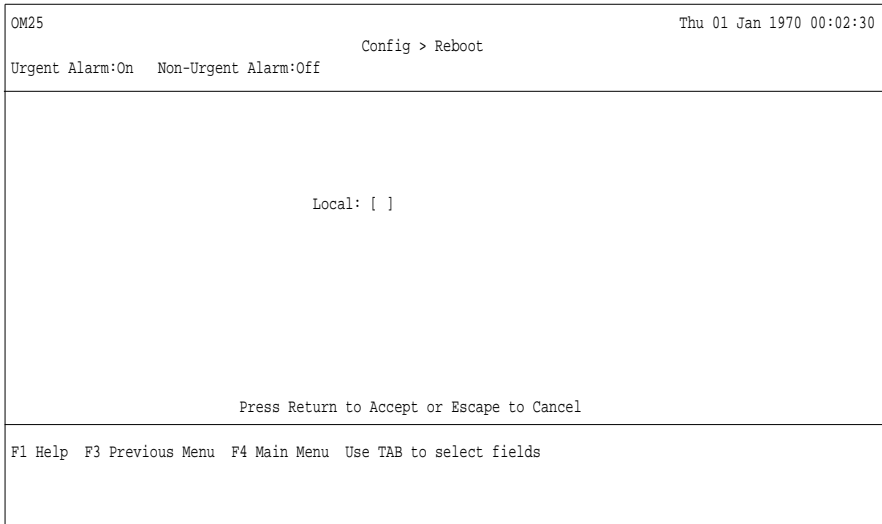 OM25 Thu 01 Jan 1970 00:02:30
Config > Reboot
Urgent Alarm:On Non-Urgent Alarm:Off
Local: [ ]
Press Return to Accept or Escape to Cancel
F1 Help F3 Previous Menu F4 Main Menu Use TAB to select fields